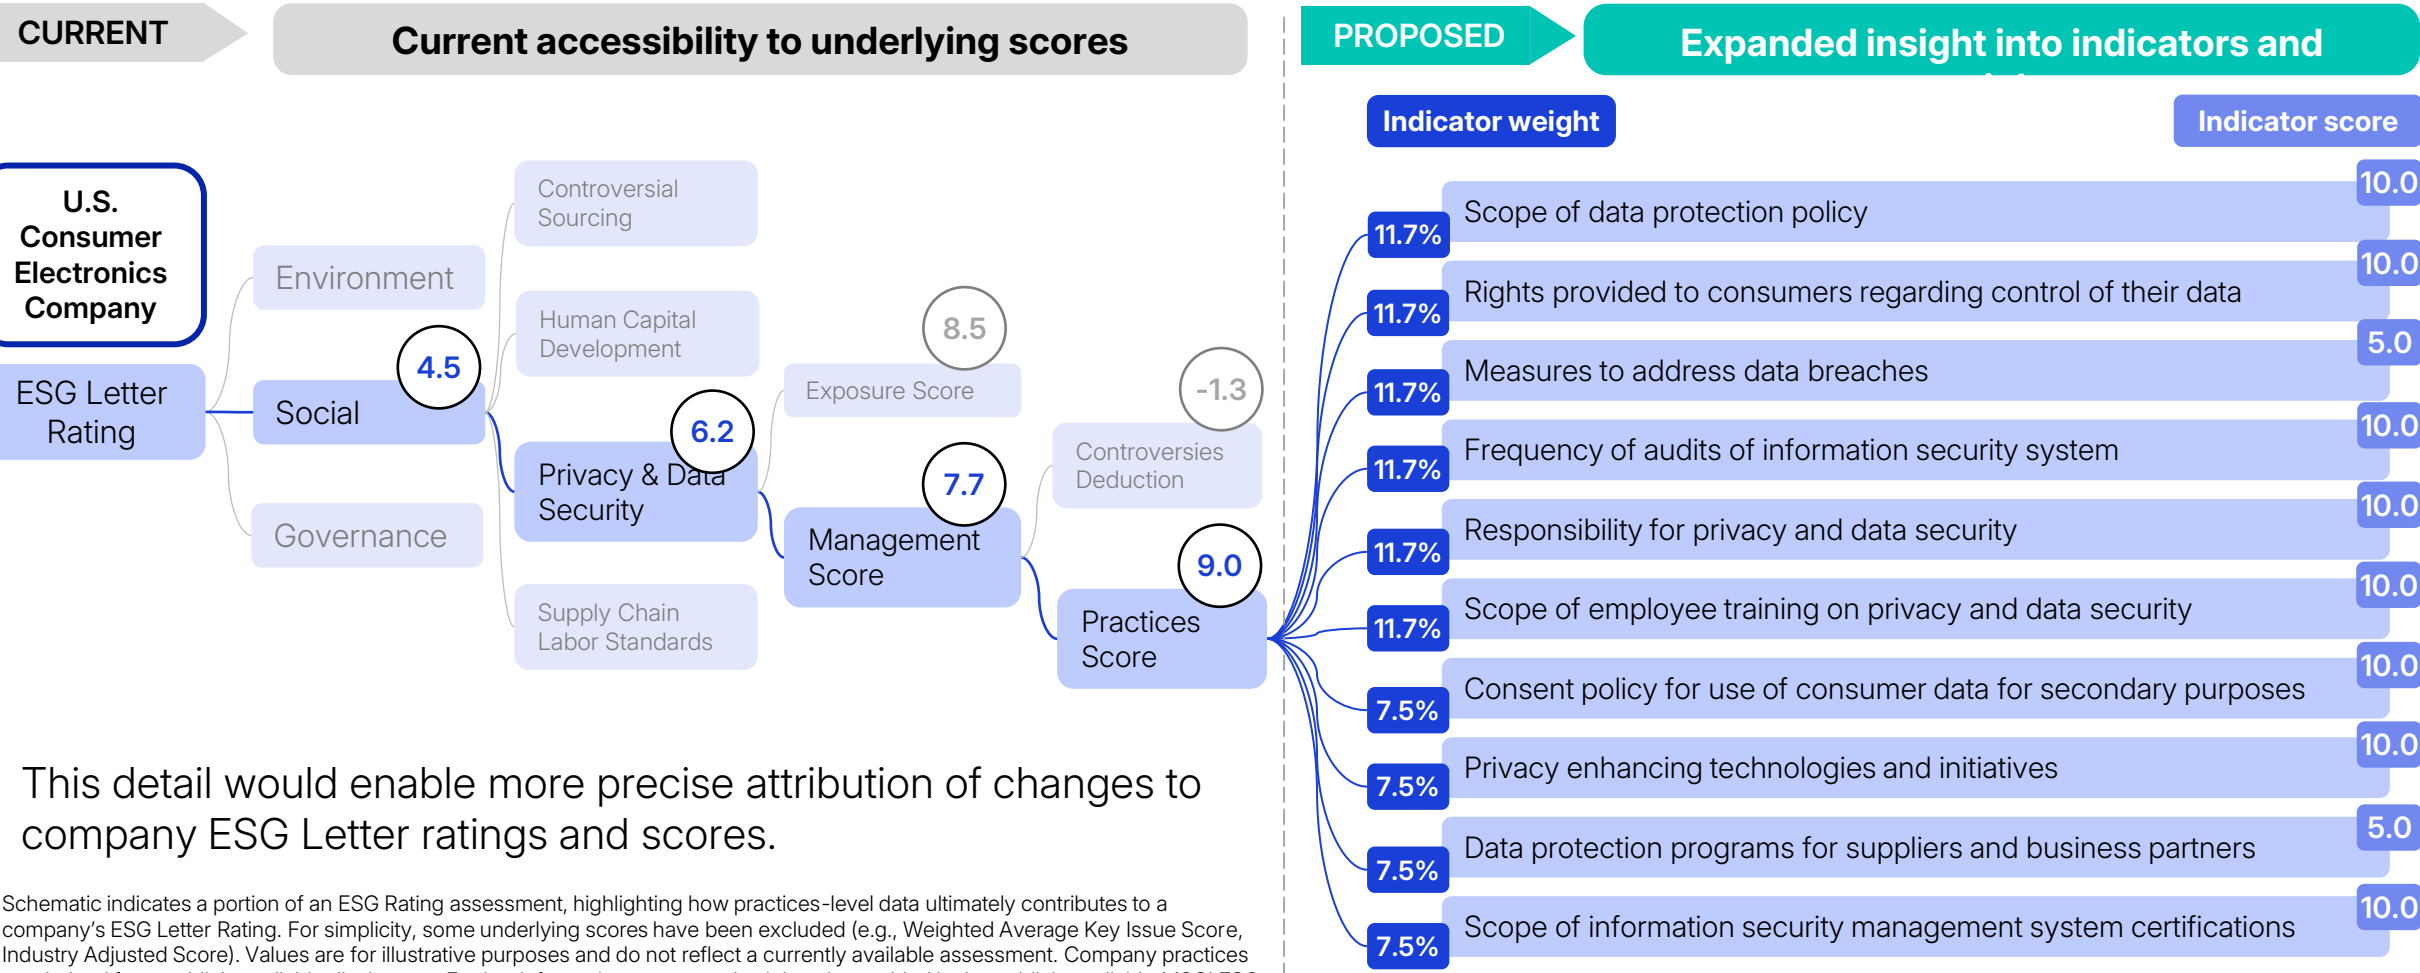 CURRENT
Current accessibility to underlying scores
PROPOSED
Expanded insight into indicators and
Indicator weight
Indicator score
U.S.
Consumer
Electronics
Company
ESG Letter
Rating
Environment
Social
4.5
Governance
Controversial
Sourcing
Human Capital
Development
Privacy & Data
Security
6.2
Supply Chain
Labor Standards
Exposure Score
8.5
Management
Score
7.7
Controversies
Deduction
-1.3
Practices
Score
9.0
11.7% Scope of data protection policy 10.0
11.7% Rights provided to consumers regarding control of their data 10.0
11.7% Measures to address data breaches 5.0
11.7% Frequency of audits of information security system 10.0
11.7% Responsibility for privacy and data security 10.0
11.7% Scope of employee training on privacy and data security 10.0
7.5% Consent policy for use of consumer data for secondary purposes 10.0
7.5% Privacy enhancing technologies and initiatives 10.0
7.5% Data protection programs for suppliers and business partners 5.0
7.5% Scope of information security management system certifications 10.0
This detail would enable more precise attribution of changes to
company ESG Letter ratings and scores.
Schematic indicates a portion of an ESG Rating assessment, highlighting how practices-level data ultimately contributes to a
company's ESG Letter Rating. For simplicity, some underlying scores have been excluded (e.g., Weighted Average Key Issue Score,
Industry Adjusted Score). Values are for illustrative purposes and do not reflect a currently available assessment. Company practices